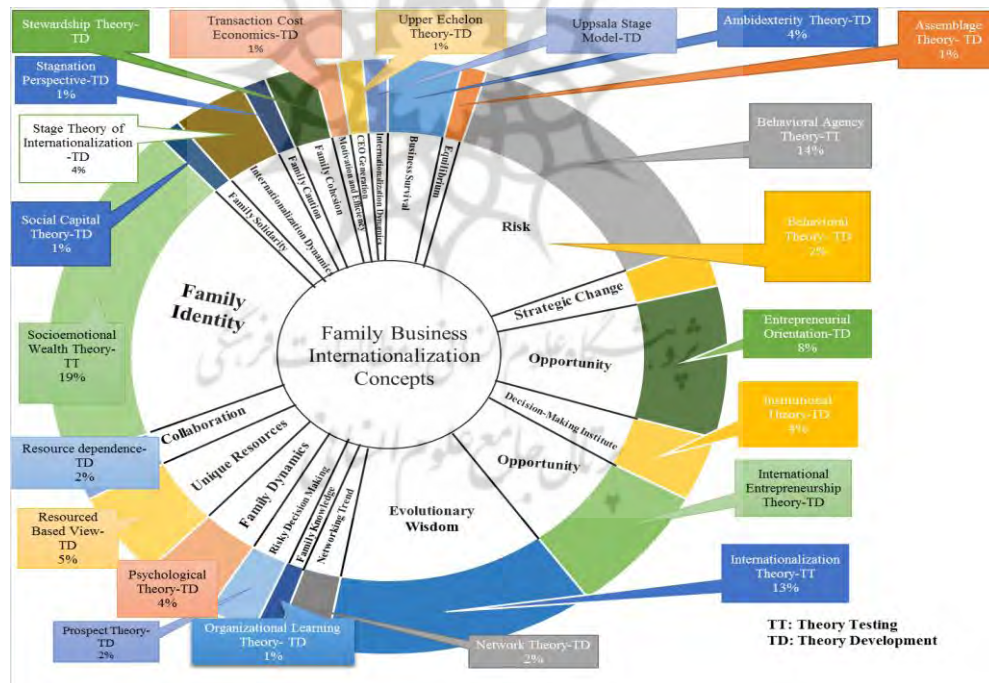 Stewardship Theory-
TD
Transaction Cost
Economics-TD
1%
Upper Echelon
Theory-TD
1%
Uppsala Stage
Model-TD
Ambidexterity Theory-TD
4%
Assemblage
Theory- TD
1%
Stagnation
Perspective-TD
1%
Behavioral Agency
Theory-TT
14%
Stage Theory of
Internationalization
-TD
4%
Social Capital
Theory-TD
1%
Behavioral
Theory- TD
2%
Socioemotional
Wealth Theory-
TT
19%
Entrepreneurial
Orientation-TD
8%
Institutional
Theory-TD
International
Entrepreneurship
Theory-TD
Resource dependence-
TD
2%
Resourced
Based View-
TD
5%
Psychological
Theory-TD
4%
Internationalization
Theory-TT
13%
Prospect Theory-
TD
2%
Organizational Learning
Theory- TD
1%
Network Theory-TD
2%
Family Solidarity
Internationalization Dynamics
Family Caution
Family Cohesion
Motivation and Efficiency
CEO Generation
Internationalization Dynamics
Business Survival
Equilibrium
Risk
Strategic Change
Opportunity
Decision-Making Institute
Opportunity
Evolutionary
Wisdom
Networking Trend
Family Knowledge
Risky Decision Making
Family Dynamics
Unique Resources
Collaboration
Family
Identity
Family Business
Internationalization
Concepts
TT: Theory Testing
TD: Theory Development